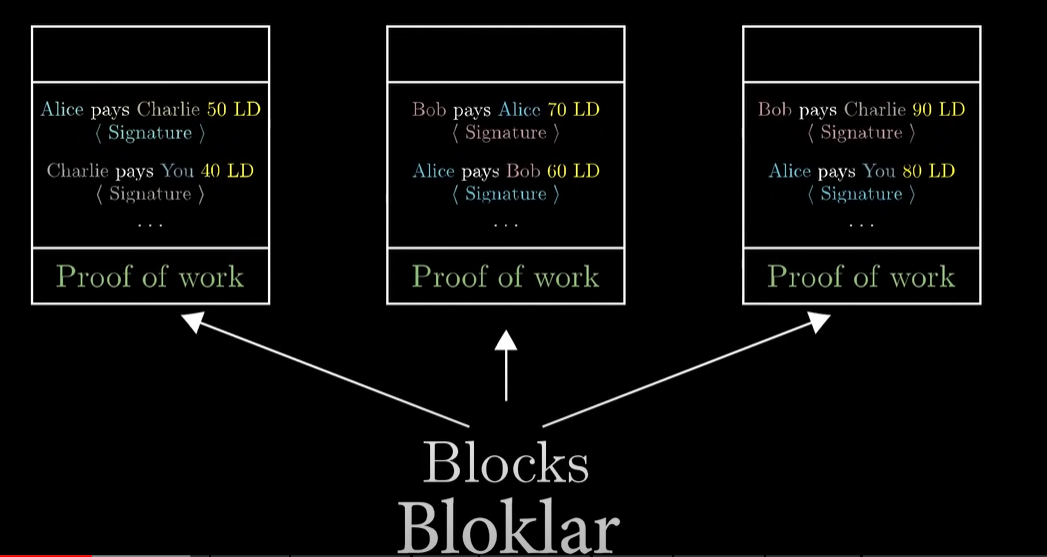 Alice pays Charlie 50 LD
⟨ Signature ⟩
Charlie pays You 40 LD
⟨ Signature ⟩
...
Proof of work
Bob pays Alice 70 LD
⟨ Signature ⟩
Alice pays Bob 60 LD
⟨ Signature ⟩
...
Proof of work
Bob pays Charlie 90 LD
⟨ Signature ⟩
Alice pays You 80 LD
⟨ Signature ⟩
...
Proof of work
Blocks
Bloklar